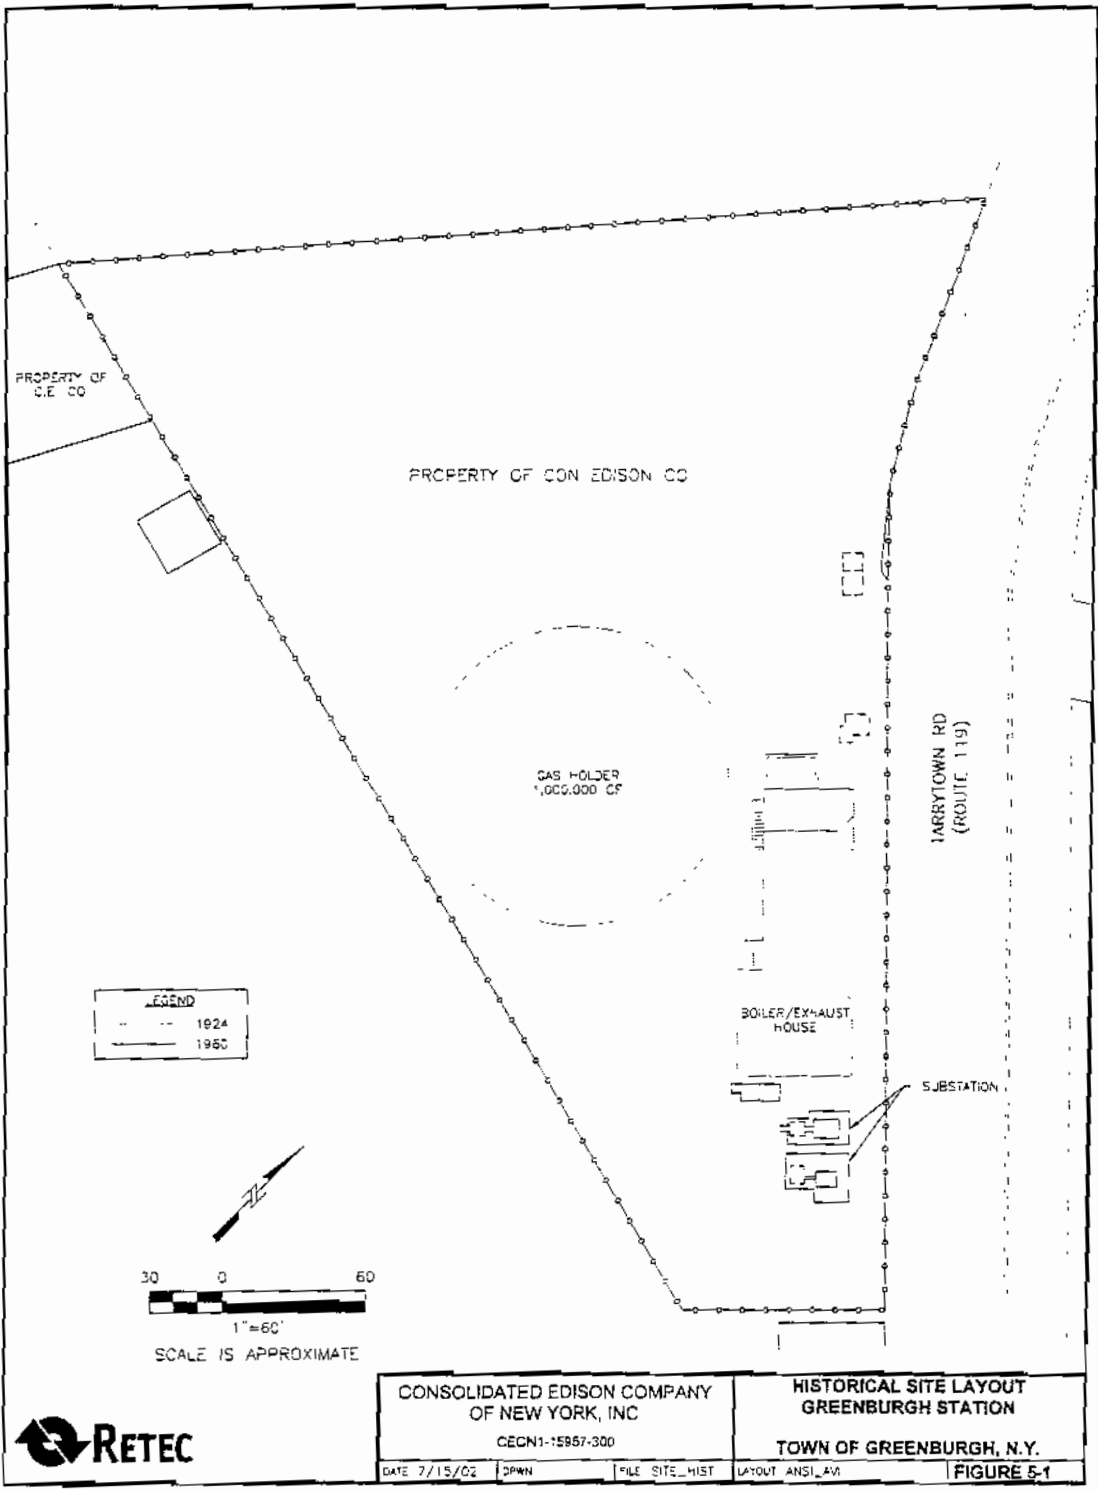 PROPERTY OF
C.E CO
PROPERTY OF CON EDISON CO
GAS HOLDER
1,000,000 CF
TARRYTOWN RD
(ROUTE 119)
LEGEND
1924
1950
BOILER/EXHAUST
HOUSE
SUBSTATION
30 0 60
1"=60'
SCALE IS APPROXIMATE
RETEC
CONSOLIDATED EDISON COMPANY
OF NEW YORK, INC
CECN1-15957-300
DATE 7/15/02 DRWN FILE SITE_HIST
HISTORICAL SITE LAYOUT
GREENBURGH STATION
TOWN OF GREENBURGH, N.Y.
LAYOUT FIGURE 5-1